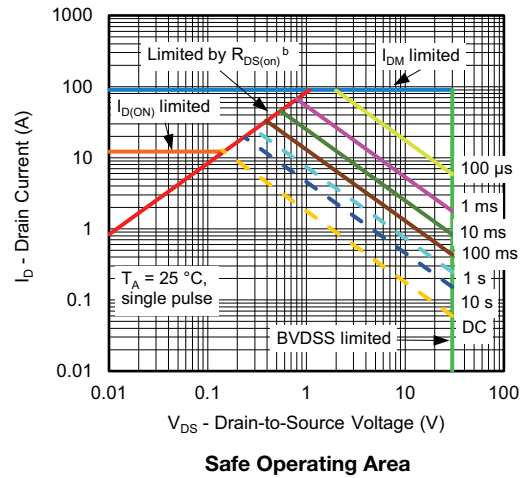 1000
100
10
1
0.1
0.01
I_D - Drain Current (A)
Limited by R_DS(on)^b
I_DM limited
I_D(ON) limited
100 µs
1 ms
10 ms
100 ms
1 s
10 s
DC
T_A = 25 °C,
single pulse
BVDSS limited
0.01 0.1 1 10 100
V_DS - Drain-to-Source Voltage (V)
Safe Operating Area